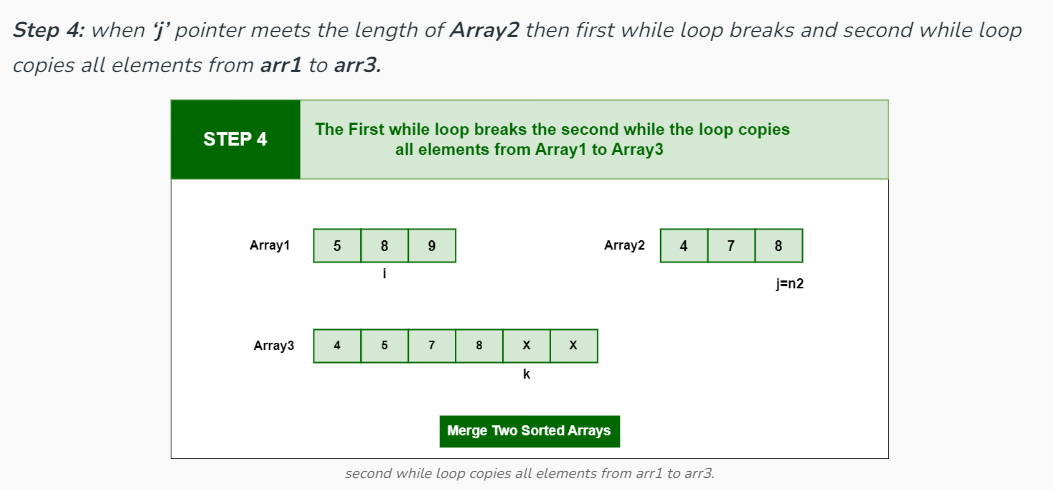 Step 4: when ‘j’ pointer meets the length of Array2 then first while loop breaks and second while loop
copies all elements from arr1 to arr3.
STEP 4
The First while loop breaks the second while the loop copies
all elements from Array1 to Array3
Array1 5 8 9
i
Array2 4 7 8
j=n2
Array3 4 5 7 8 X X
k
Merge Two Sorted Arrays
second while loop copies all elements from arr1 to arr3.